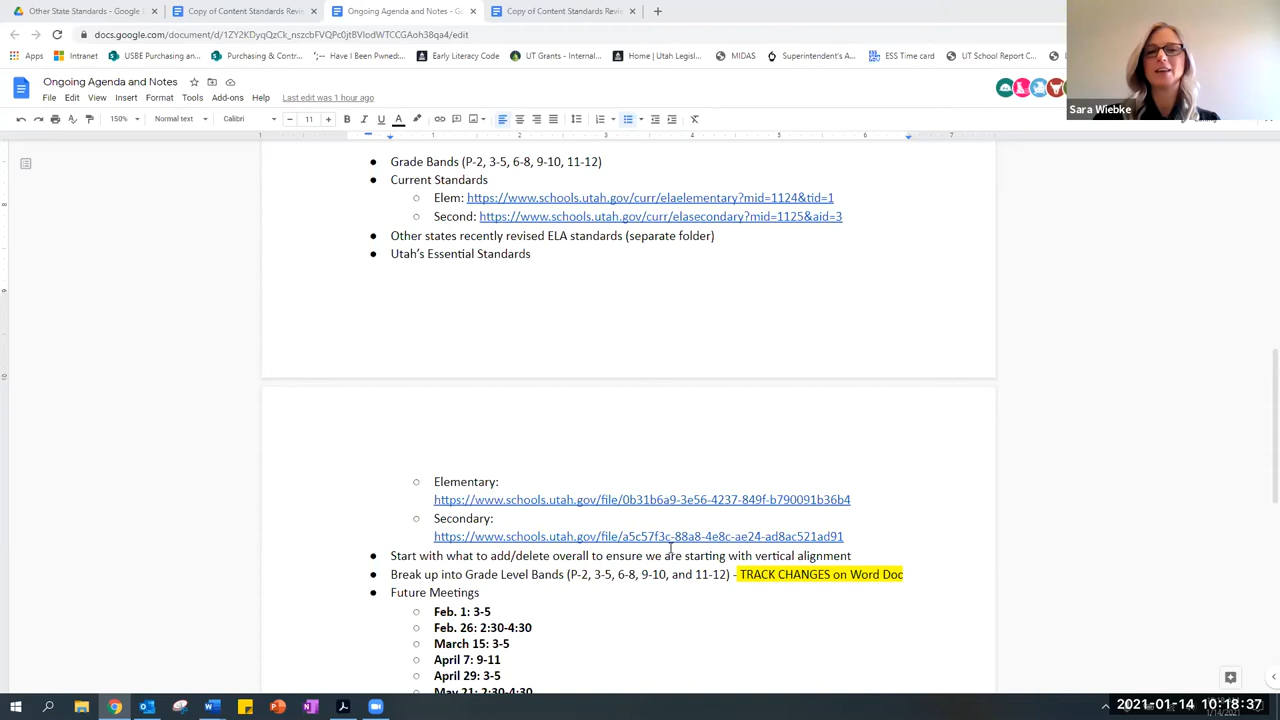 Other State Standards - Google
Copy of Content Standards Revie
Ongoing Agenda and Notes - Go
Copy of Content Standards Revie
docs.google.com/document/d/1ZY2KDyqQzCk_nszcbFVQPc0jtBVlodWTCCGAoh38qa4/edit
Apps
Intranet
USBE Purchasing an...
Purchasing & Contr...
Have I Been Pwned:...
Early Literacy Code
UT Grants - Internal...
Home | Utah Legisl...
MIDAS
Superintendent's An...
ESS Time card
UT School Report C...
Ongoing Agenda and Notes
File Edit View Insert Format Tools Add-ons Help Last edit was 1 hour ago
150% Normal text Calibri 11
Sara Wiebke
Grade Bands (P-2, 3-5, 6-8, 9-10, 11-12)
Current Standards
Elem: https://www.schools.utah.gov/curr/elaelementary?mid=1124&tid=1
Second: https://www.schools.utah.gov/curr/elasecondary?mid=1125&aid=3
Other states recently revised ELA standards (separate folder)
Utah's Essential Standards
Elementary:
https://www.schools.utah.gov/file/0b31b6a9-3e56-4237-849f-b790091b36b4
Secondary:
https://www.schools.utah.gov/file/a5c57f3c-88a8-4e8c-ae24-ad8ac521ad91
Start with what to add/delete overall to ensure we are starting with vertical alignment
Break up into Grade Level Bands (P-2, 3-5, 6-8, 9-10, and 11-12) - TRACK CHANGES on Word Doc
Future Meetings
Feb. 1: 3-5
Feb. 26: 2:30-4:30
March 15: 3-5
April 7: 9-11
April 29: 3-5
May 21: 2:30-4:30
2021-01-14 10:18:37